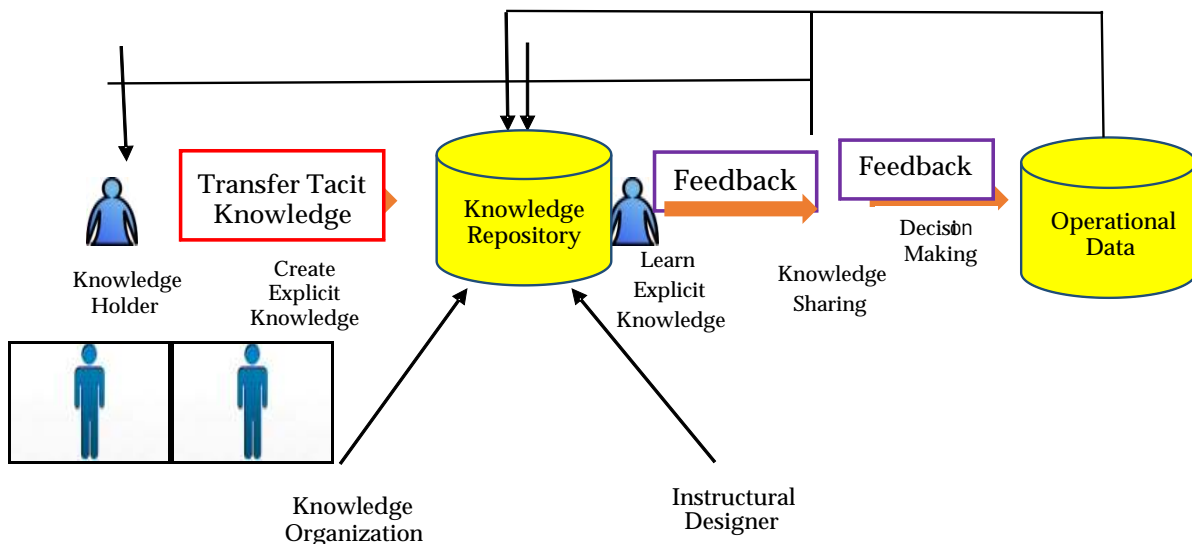 Transfer Tacit
Knowledge
Knowledge
Repository
Feedback
Feedback
Operational
Data
Knowledge
Holder
Create
Explicit
Knowledge
Learn
Explicit
Knowledge
Knowledge
Sharing
Decision
Making
Knowledge
Organization
Instructural
Designer